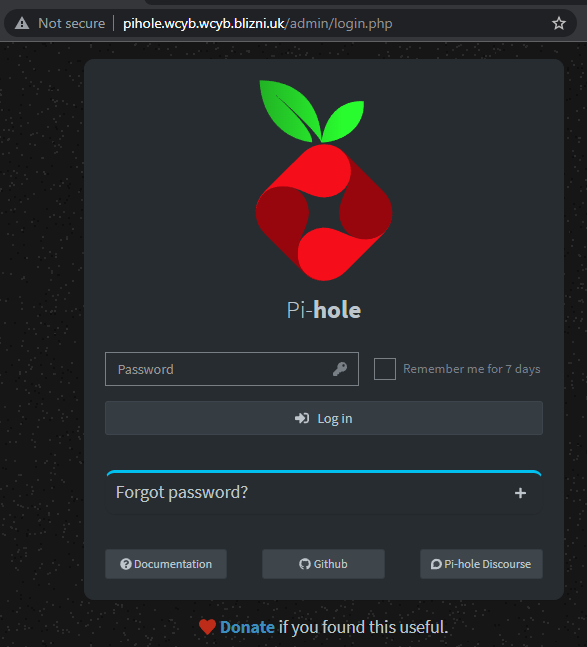 Not secure | pihole.wcyb.wcyb.blizni.uk/admin/login.php
Pi-hole
Password
Remember me for 7 days
Log in
Forgot password?
Documentation Github Pi-hole Discourse
Donate if you found this useful.